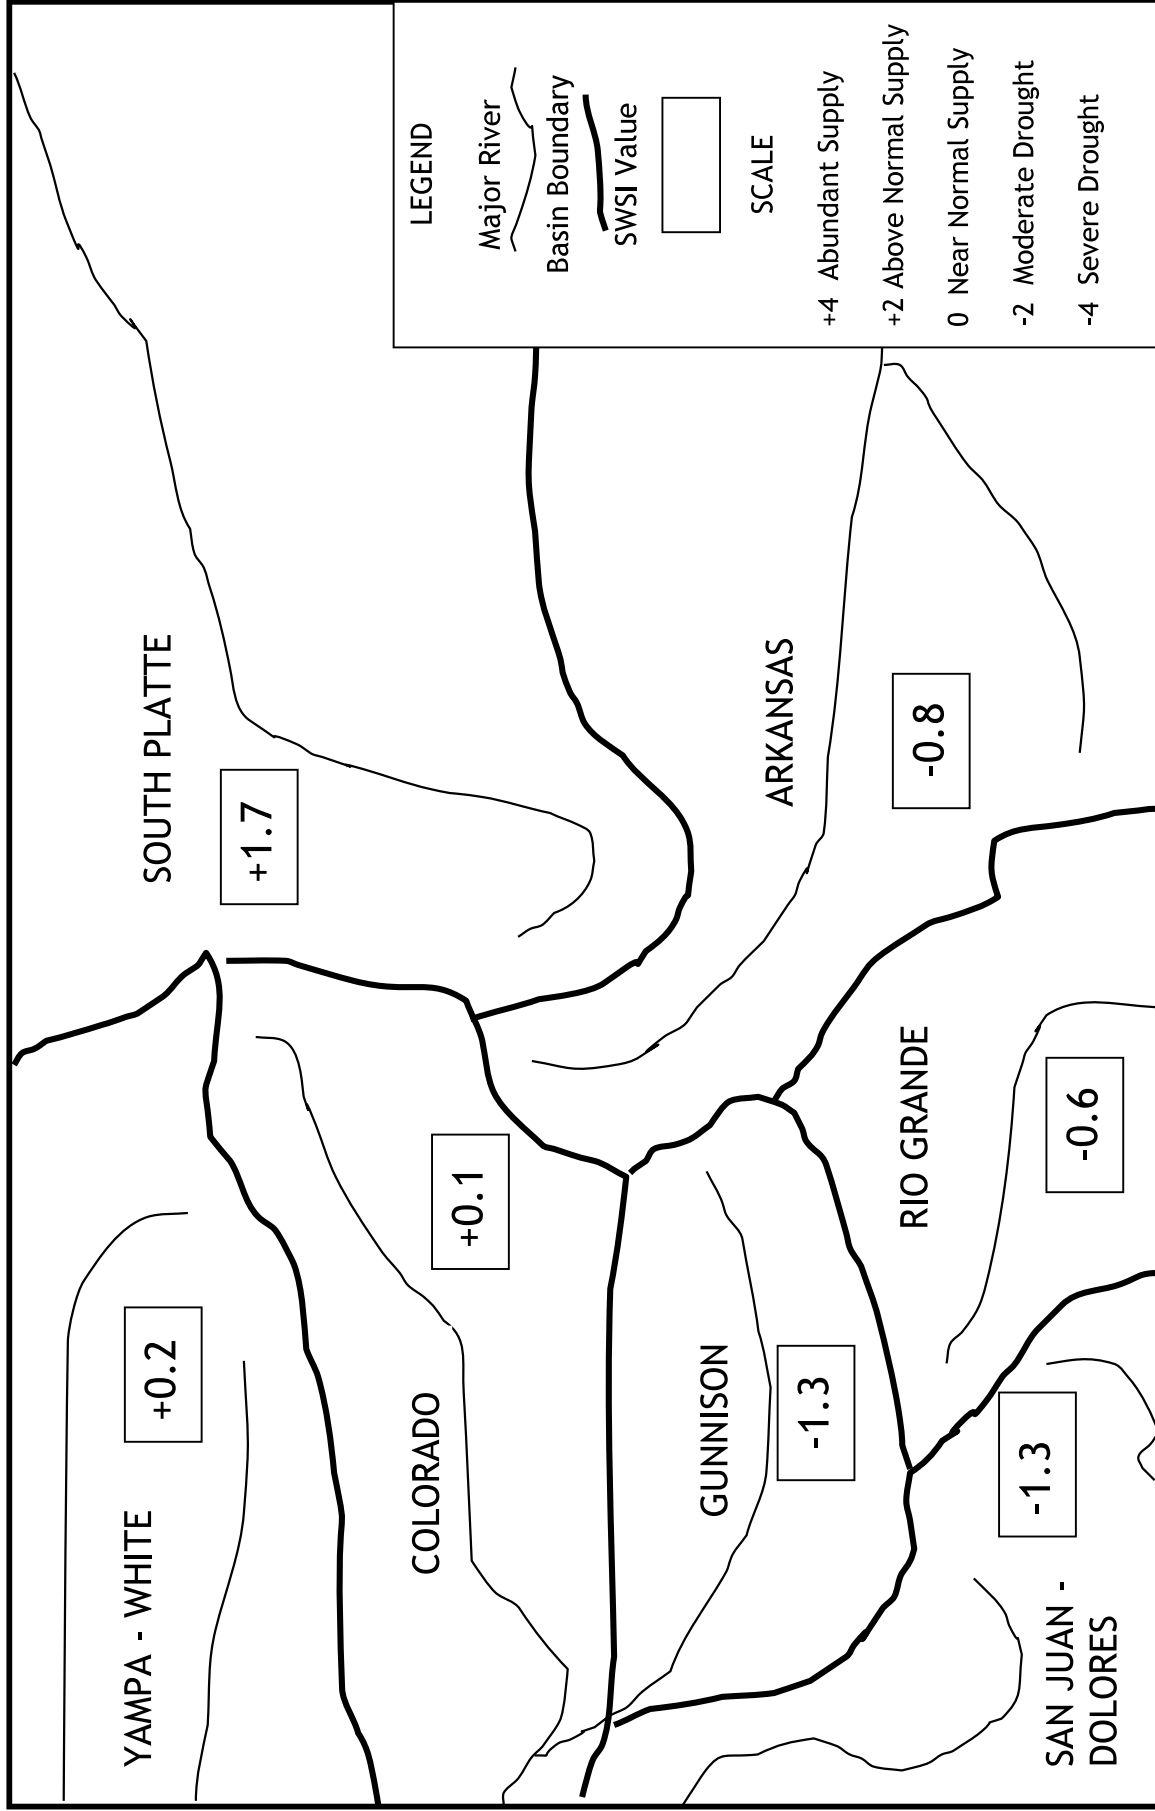 YAMPA - WHITE
+0.2
SOUTH PLATTE
+1.7
COLORADO
+0.1
GUNNISON
-1.3
ARKANSAS
-0.8
RIO GRANDE
-0.6
SAN JUAN -
DOLORES
-1.3
LEGEND
Major River
Basin Boundary
SWSI Value
SCALE
+4 Abundant Supply
+2 Above Normal Supply
0 Near Normal Supply
-2 Moderate Drought
-4 Severe Drought